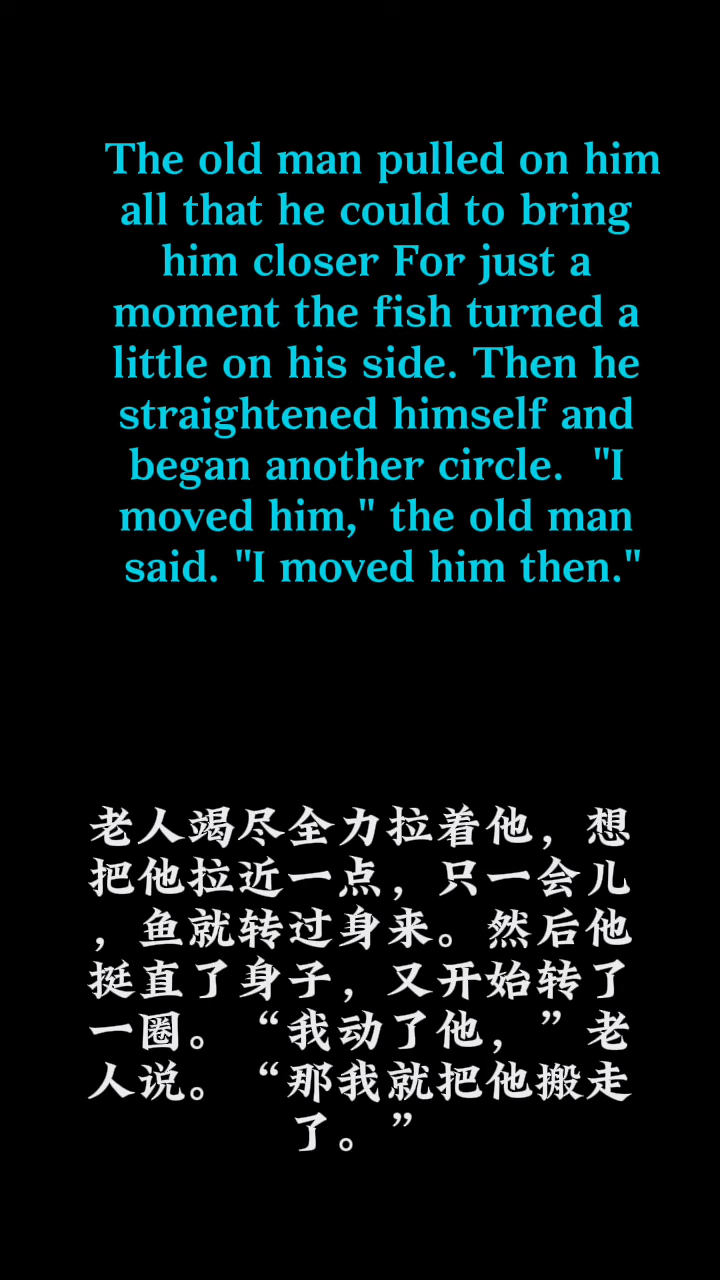 The old man pulled on him
all that he could to bring
him closer For just a
moment the fish turned a
little on his side. Then he
straightened himself and
began another circle.  "I
moved him," the old man
said. "I moved him then."
老人竭尽全力拉着他，想
把他拉近一点，只一会儿
，鱼就转过身来。然后他
挺直了身子，又开始转了
一圈。“我动了他，”老
人说。“那我就把他搬走
了。”